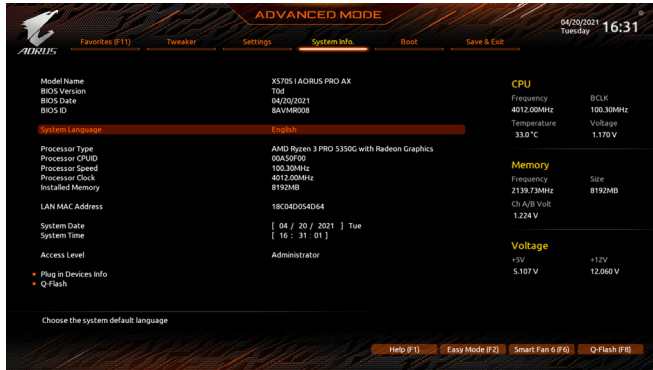 ADVANCED MODE
04/20/2021
Tuesday 16:31
AORUS
Favorites (F11) Tweaker Settings System Info. Boot Save & Exit
Model Name X570S I AORUS PRO AX
BIOS Version T0d
BIOS Date 04/20/2021
BIOS ID 8AVMR008
System Language English
Processor Type AMD Ryzen 3 PRO 5350G with Radeon Graphics
Processor CPUID 00A50F00
Processor Speed 100.30MHz
Processor Clock 4012.00MHz
Installed Memory 8192MB
LAN MAC Address 18C04D054D64
System Date [ 04 / 20 / 2021 ] Tue
System Time [ 16 : 31 : 01 ]
Access Level Administrator
Plug in Devices Info
Q-Flash
Choose the system default language
CPU
Frequency BCLK
4012.00MHz 100.30MHz
Temperature Voltage
33.0 °C 1.170 V
Memory
Frequency Size
2139.73MHz 8192MB
Ch A/B Volt
1.224 V
Voltage
+5V +12V
5.107 V 12.060 V
Help (F1) Easy Mode (F2) Smart Fan 6 (F6) Q-Flash (F8)